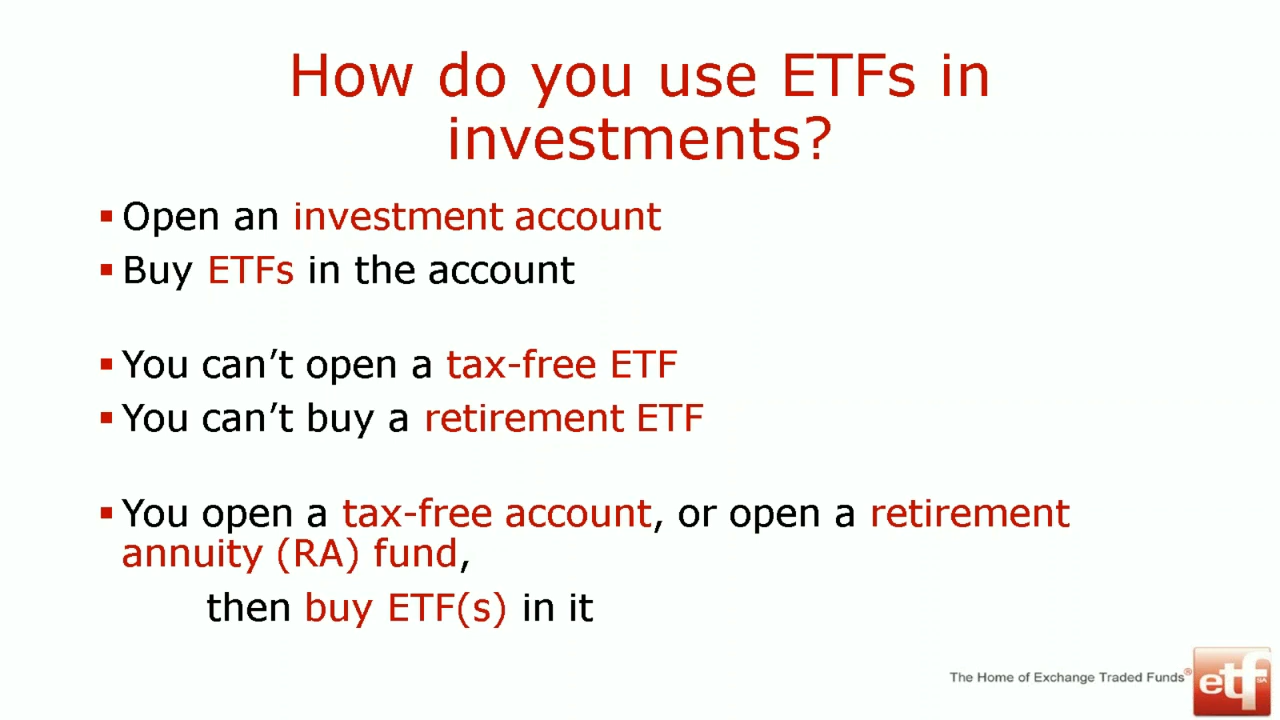 How do you use ETFs in
investments?
▪ Open an investment account
▪ Buy ETFs in the account
▪ You can’t open a tax-free ETF
▪ You can’t buy a retirement ETF
▪ You open a tax-free account, or open a retirement
annuity (RA) fund,
then buy ETF(s) in it
The Home of Exchange Traded Funds®
etf
SA